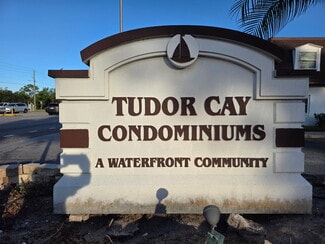 TUDOR CAY
CONDOMINIUMS
A WATERFRONT COMMUNITY